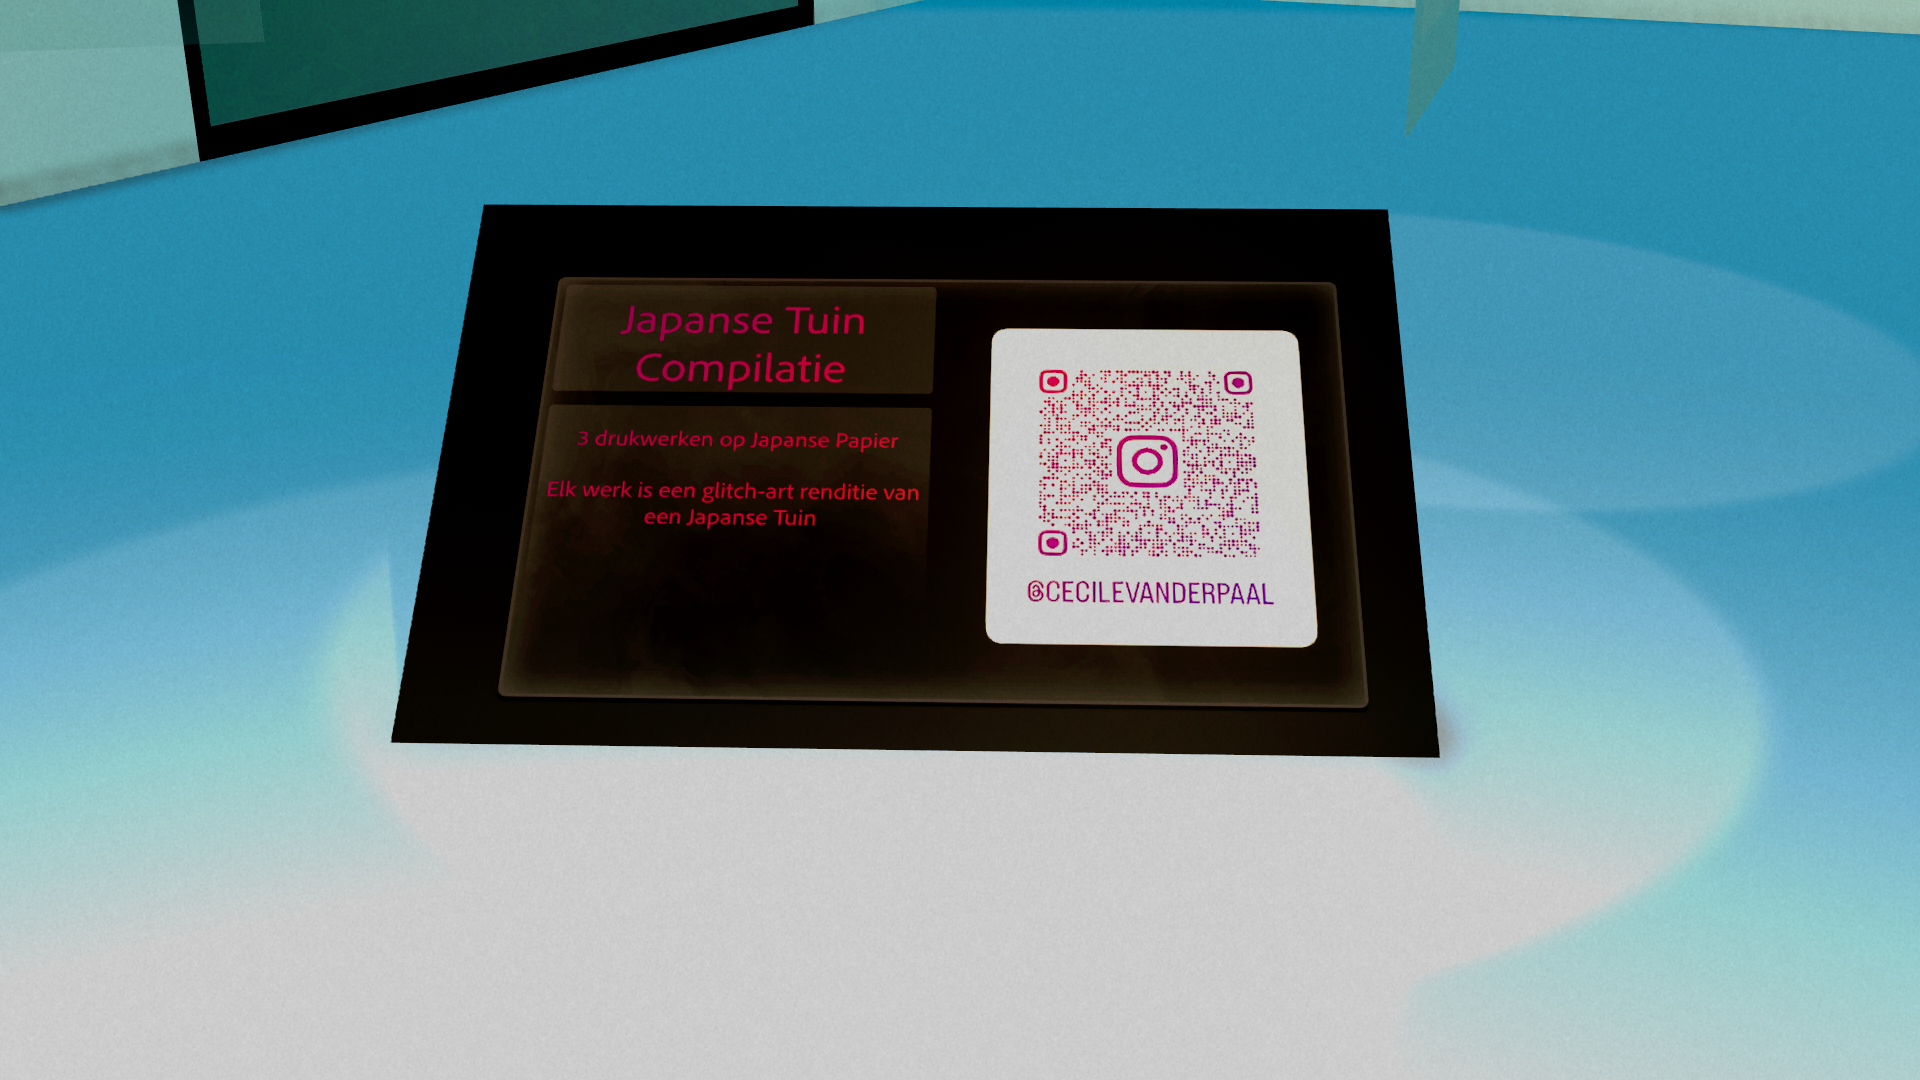 Japanse Tuin
Compilatie
3 drukwerken op Japanse Papier
Elk werk is een glitch-art renditie van
een Japanse Tuin
@CECILEVANDERPAAL